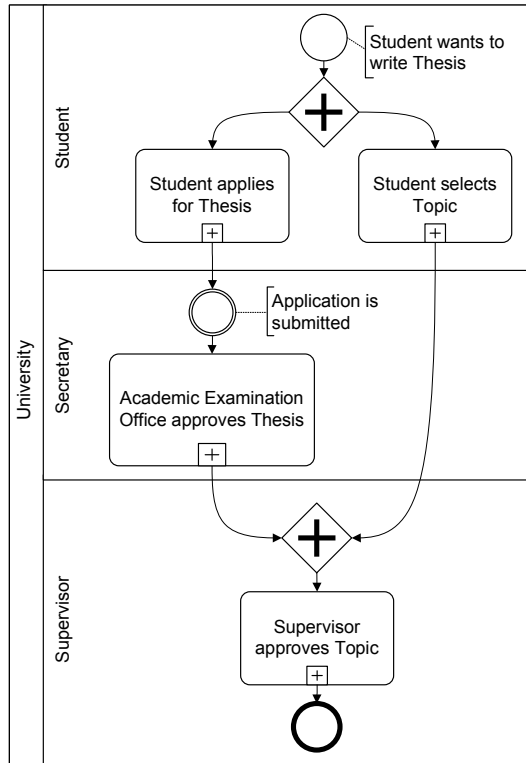 University
Student
Student wants to
write Thesis
Student applies
for Thesis
Student selects
Topic
Secretary
Application is
submitted
Academic Examination
Office approves Thesis
Supervisor
Supervisor
approves Topic